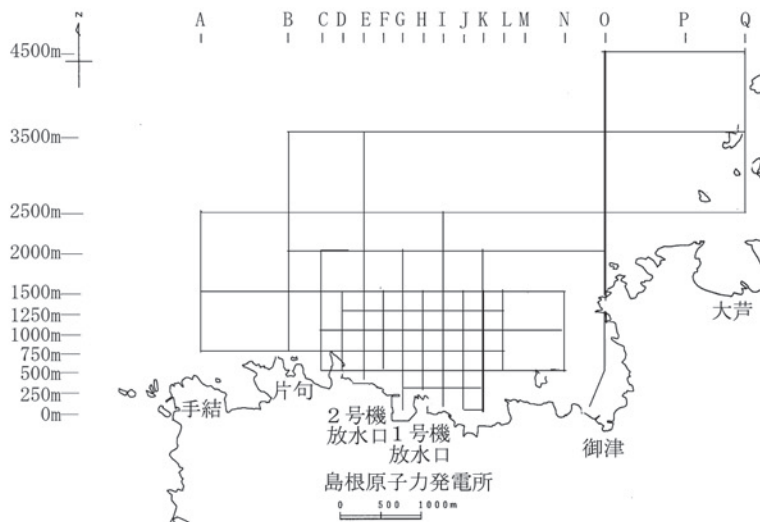 A B C D E F G H I J K L M N O P Q
z
4500m
3500m
2500m
2000m
1500m
1250m
1000m
750m
500m
250m
0m
大芦
手結
片句
2号機
放水口
1号機
放水口
御津
島根原子力発電所
0 500 1000m